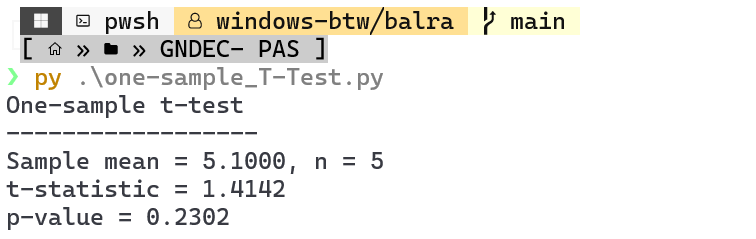 pwsh windows-btw/balra main
[ » » GNDEC- PAS ]
❯ py .\one-sample_T-Test.py
One-sample t-test
------------------
Sample mean = 5.1000, n = 5
t-statistic = 1.4142
p-value = 0.2302